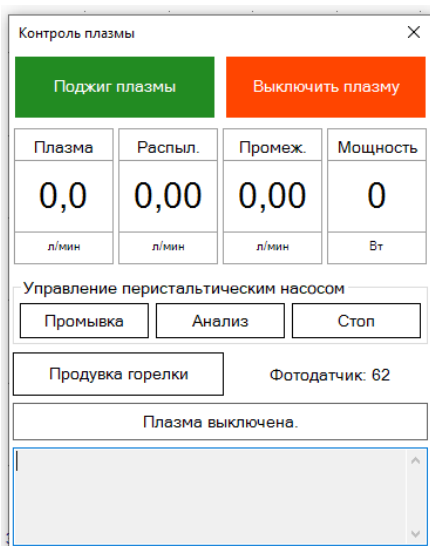 Контроль плазмы
Поджиг плазмы Выключить плазму
Плазма Распыл. Промеж. Мощность
0,0 0,00 0,00 0
л/мин л/мин л/мин Вт
Управление перистальтическим насосом
Промывка Анализ Стоп
Продувка горелки Фотодатчик: 62
Плазма выключена.